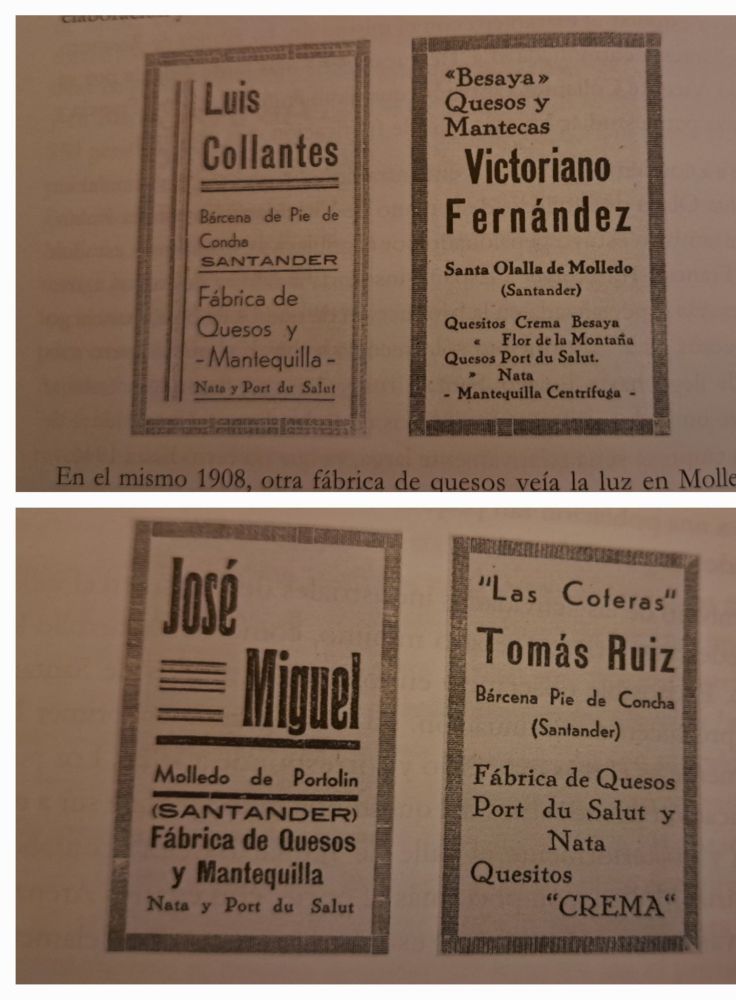 Luis
Collantes
Bárcena de Pie de
Concha
SANTANDER
Fábrica de
Quesos y
- Mantequilla -
Nata y Port du Salut
«Besaya»
Quesos y
Mantecas
Victoriano
Fernández
Santa Olalla de Molledo
(Santander)
Quesitos Crema Besaya
« Flor de la Montaña
Quesos Port du Salut.
» Nata
- Mantequilla Centrífuga -
En el mismo 1908, otra fábrica de quesos veía la luz en Molle
José
Miguel
Molledo de Portolin
(SANTANDER)
Fábrica de Quesos
y Mantequilla
Nata y Port du Salut
"Las Coteras"
Tomás Ruiz
Bárcena Pie de Concha
(Santander)
Fábrica de Quesos
Port du Salut y
Nata
Quesitos
"CREMA"